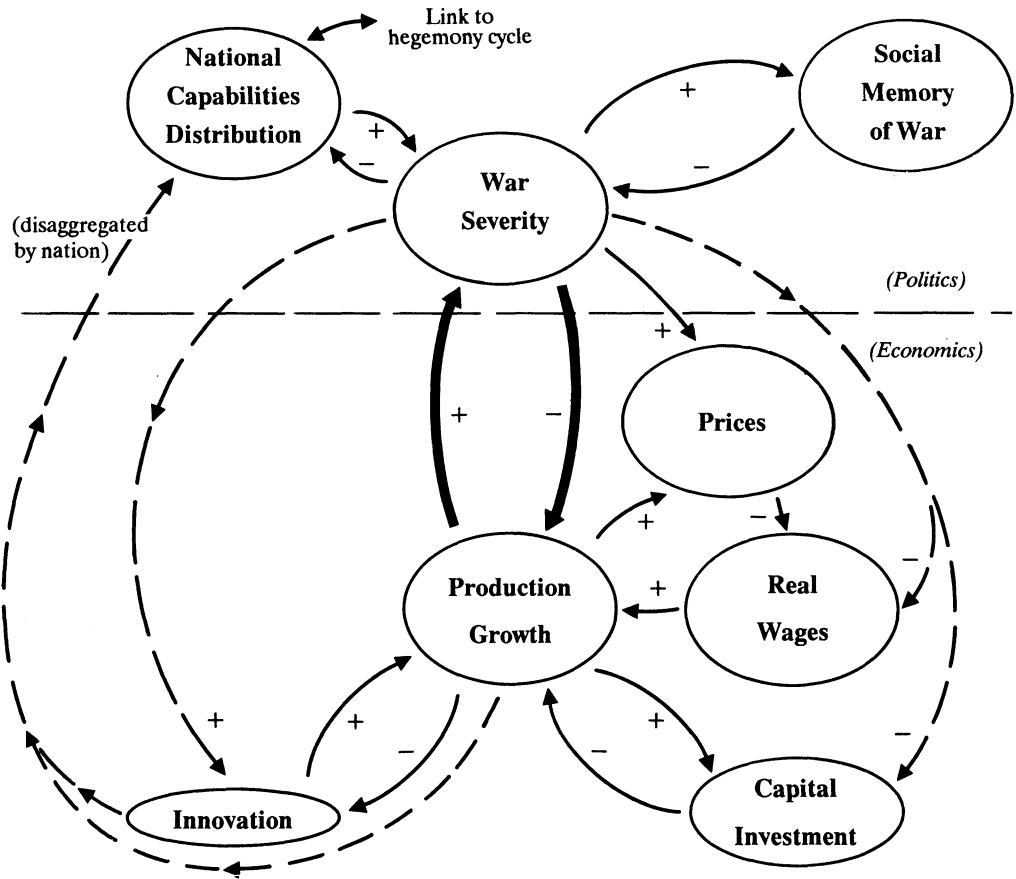 Link to
hegemony cycle
National
Capabilities
Distribution
Social
Memory
of War
+
+
−
−
War
Severity
(disaggregated
by nation)
(Politics)
(Economics)
+
+
−
Prices
+
−
−
Production
Growth
+
Real
Wages
+
+
−
+
−
−
Innovation
Capital
Investment